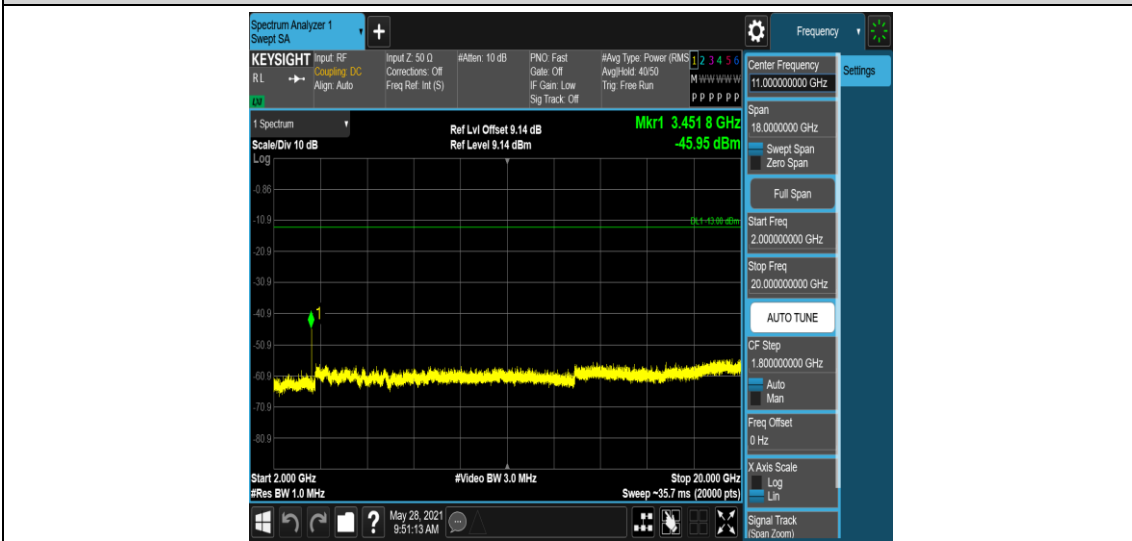 Spectrum Analyzer 1
Swept SA
+
Frequency
KEYSIGHT
RL
Input: RF
Coupling: DC
Align: Auto
Input Z: 50 Ω
Corrections: Off
Freq Ref: Int (S)
#Atten: 10 dB
PNO: Fast
Gate: Off
IF Gain: Low
Sig Track: Off
#Avg Type: Power (RMS
Avg|Hold: 40/50
Trig: Free Run
1 2 3 4 5 6
M W W W W W
P P P P P P
Center Frequency
11.000000000 GHz
Settings
Span
18.0000000 GHz
Swept Span
Zero Span
Full Span
Start Freq
2.000000000 GHz
Stop Freq
20.000000000 GHz
AUTO TUNE
CF Step
1.800000000 GHz
Auto
Man
Freq Offset
0 Hz
X Axis Scale
Log
Lin
Signal Track
(Span Zoom)
1 Spectrum
Scale/Div 10 dB
Log
Ref Lvl Offset 9.14 dB
Ref Level 9.14 dBm
Mkr1 3.451 8 GHz
-45.95 dBm
-0.86
-10.9
DL1 -13.00 dBm
-20.9
-30.9
-40.9
1
-50.9
-60.9
-70.9
-80.9
Start 2.000 GHz
#Video BW 3.0 MHz
Stop 20.000 GHz
#Res BW 1.0 MHz
Sweep ~35.7 ms (20000 pts)
?
May 28, 2021
9:51:13 AM